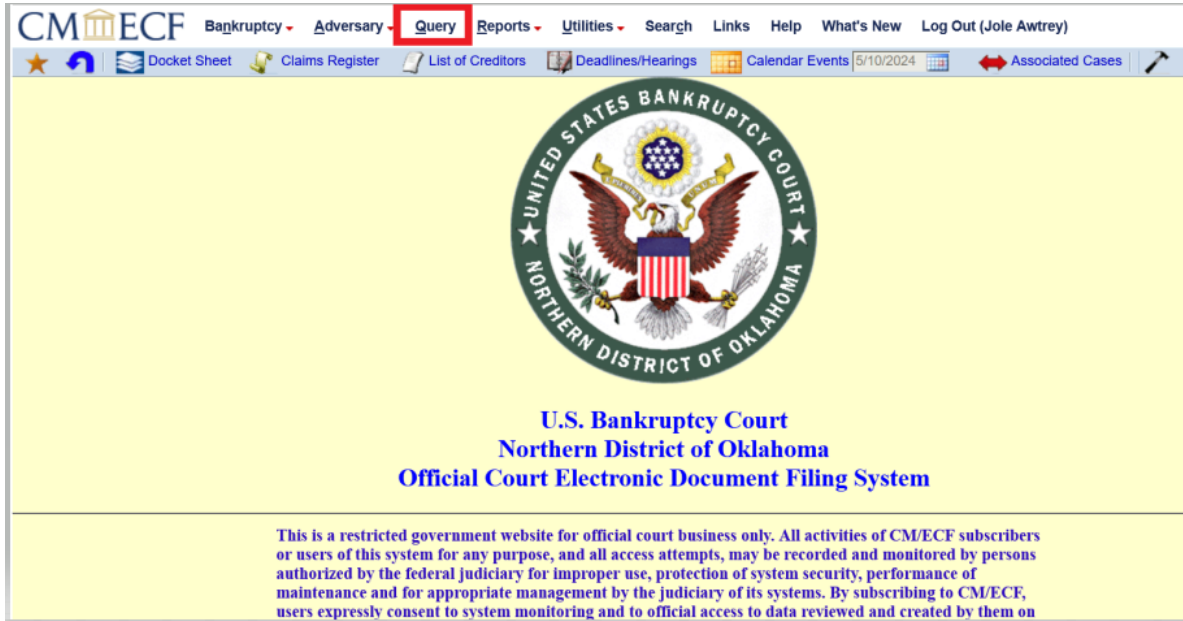 CM ECF Bankruptcy Adversary Query Reports Utilities Search Links Help What's New Log Out (Jole Awtrey)
Docket Sheet Claims Register List of Creditors Deadlines/Hearings Calendar Events 5/10/2024 Associated Cases
UNITED STATES BANKRUPTCY COURT
NORTHERN DISTRICT OF OKLAHOMA
U.S. Bankruptcy Court
Northern District of Oklahoma
Official Court Electronic Document Filing System
This is a restricted government website for official court business only. All activities of CM/ECF subscribers
or users of this system for any purpose, and all access attempts, may be recorded and monitored by persons
authorized by the federal judiciary for improper use, protection of system security, performance of
maintenance and for appropriate management by the judiciary of its systems. By subscribing to CM/ECF,
users expressly consent to system monitoring and to official access to data reviewed and created by them on